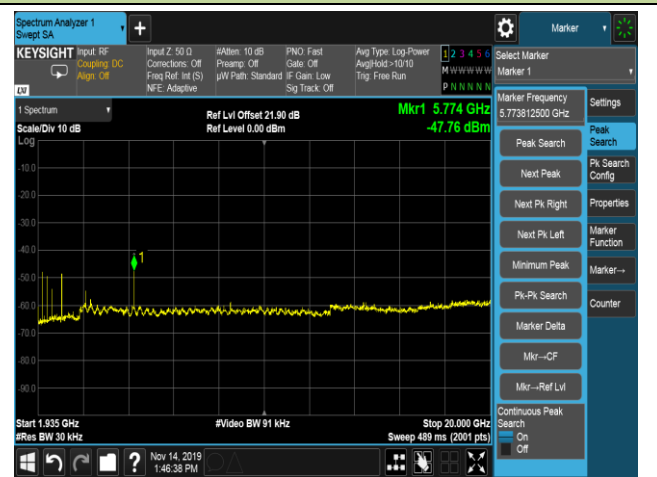 Spectrum Analyzer 1
Swept SA
+
Marker
KEYSIGHT
LXI
Input: RF
Coupling: DC
Align: Off
Input Z: 50 Ω
Corrections: Off
Freq Ref: Int (S)
NFE: Adaptive
#Atten: 10 dB
Preamp: Off
µW Path: Standard
PNO: Fast
Gate: Off
IF Gain: Low
Sig Track: Off
Avg Type: Log-Power
Avg|Hold:>10/10
Trig: Free Run
1 2 3 4 5 6
M W W W W W
P N N N N N
Select Marker
Marker 1
1 Spectrum
Scale/Div 10 dB
Log
Ref Lvl Offset 21.90 dB
Ref Level 0.00 dBm
Mkr1 5.774 GHz
-47.76 dBm
-10.0
-20.0
-30.0
-40.0
-50.0
-60.0
-70.0
-80.0
-90.0
1
Start 1.935 GHz
#Res BW 30 kHz
#Video BW 91 kHz
Stop 20.000 GHz
Sweep 489 ms (2001 pts)
Marker Frequency
5.773812500 GHz
Peak Search
Next Peak
Next Pk Right
Next Pk Left
Minimum Peak
Pk-Pk Search
Marker Delta
Mkr→CF
Mkr→Ref Lvl
Continuous Peak
Search
On
Off
Settings
Peak
Search
Pk Search
Config
Properties
Marker
Function
Marker→
Counter
?
Nov 14, 2019
1:46:38 PM